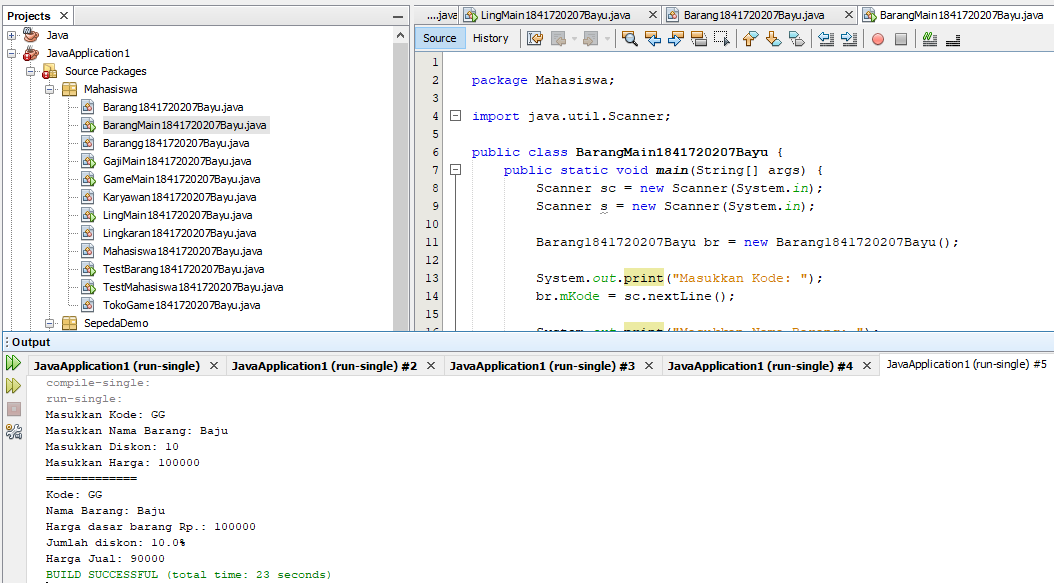 Projects
Java
JavaApplication1
Source Packages
Mahasiswa
Barang1841720207Bayu.java
BarangMain1841720207Bayu.java
Barangg1841720207Bayu.java
GajiMain1841720207Bayu.java
GameMain1841720207Bayu.java
Karyawan1841720207Bayu.java
LingMain1841720207Bayu.java
Lingkaran1841720207Bayu.java
Mahasiswa1841720207Bayu.java
TestBarang1841720207Bayu.java
TestMahasiswa1841720207Bayu.java
TokoGame1841720207Bayu.java
SepedaDemo
....java LingMain1841720207Bayu.java Barang1841720207Bayu.java BarangMain1841720207Bayu.java
Source History
1
2 package Mahasiswa;
3
4 import java.util.Scanner;
5
6 public class BarangMain1841720207Bayu {
7 public static void main(String[] args) {
8 Scanner sc = new Scanner(System.in);
9 Scanner s = new Scanner(System.in);
10
11 Barang1841720207Bayu br = new Barang1841720207Bayu();
12
13 System.out.print("Masukkan Kode: ");
14 br.mKode = sc.nextLine();
15
16 System.out.print("Masukkan Nama Barang: ");
Output
JavaApplication1 (run-single) JavaApplication1 (run-single) #2 JavaApplication1 (run-single) #3 JavaApplication1 (run-single) #4 JavaApplication1 (run-single) #5
compile-single:
run-single:
Masukkan Kode: GG
Masukkan Nama Barang: Baju
Masukkan Diskon: 10
Masukkan Harga: 100000
=============
Kode: GG
Nama Barang: Baju
Harga dasar barang Rp.: 100000
Jumlah diskon: 10.0%
Harga Jual: 90000
BUILD SUCCESSFUL (total time: 23 seconds)